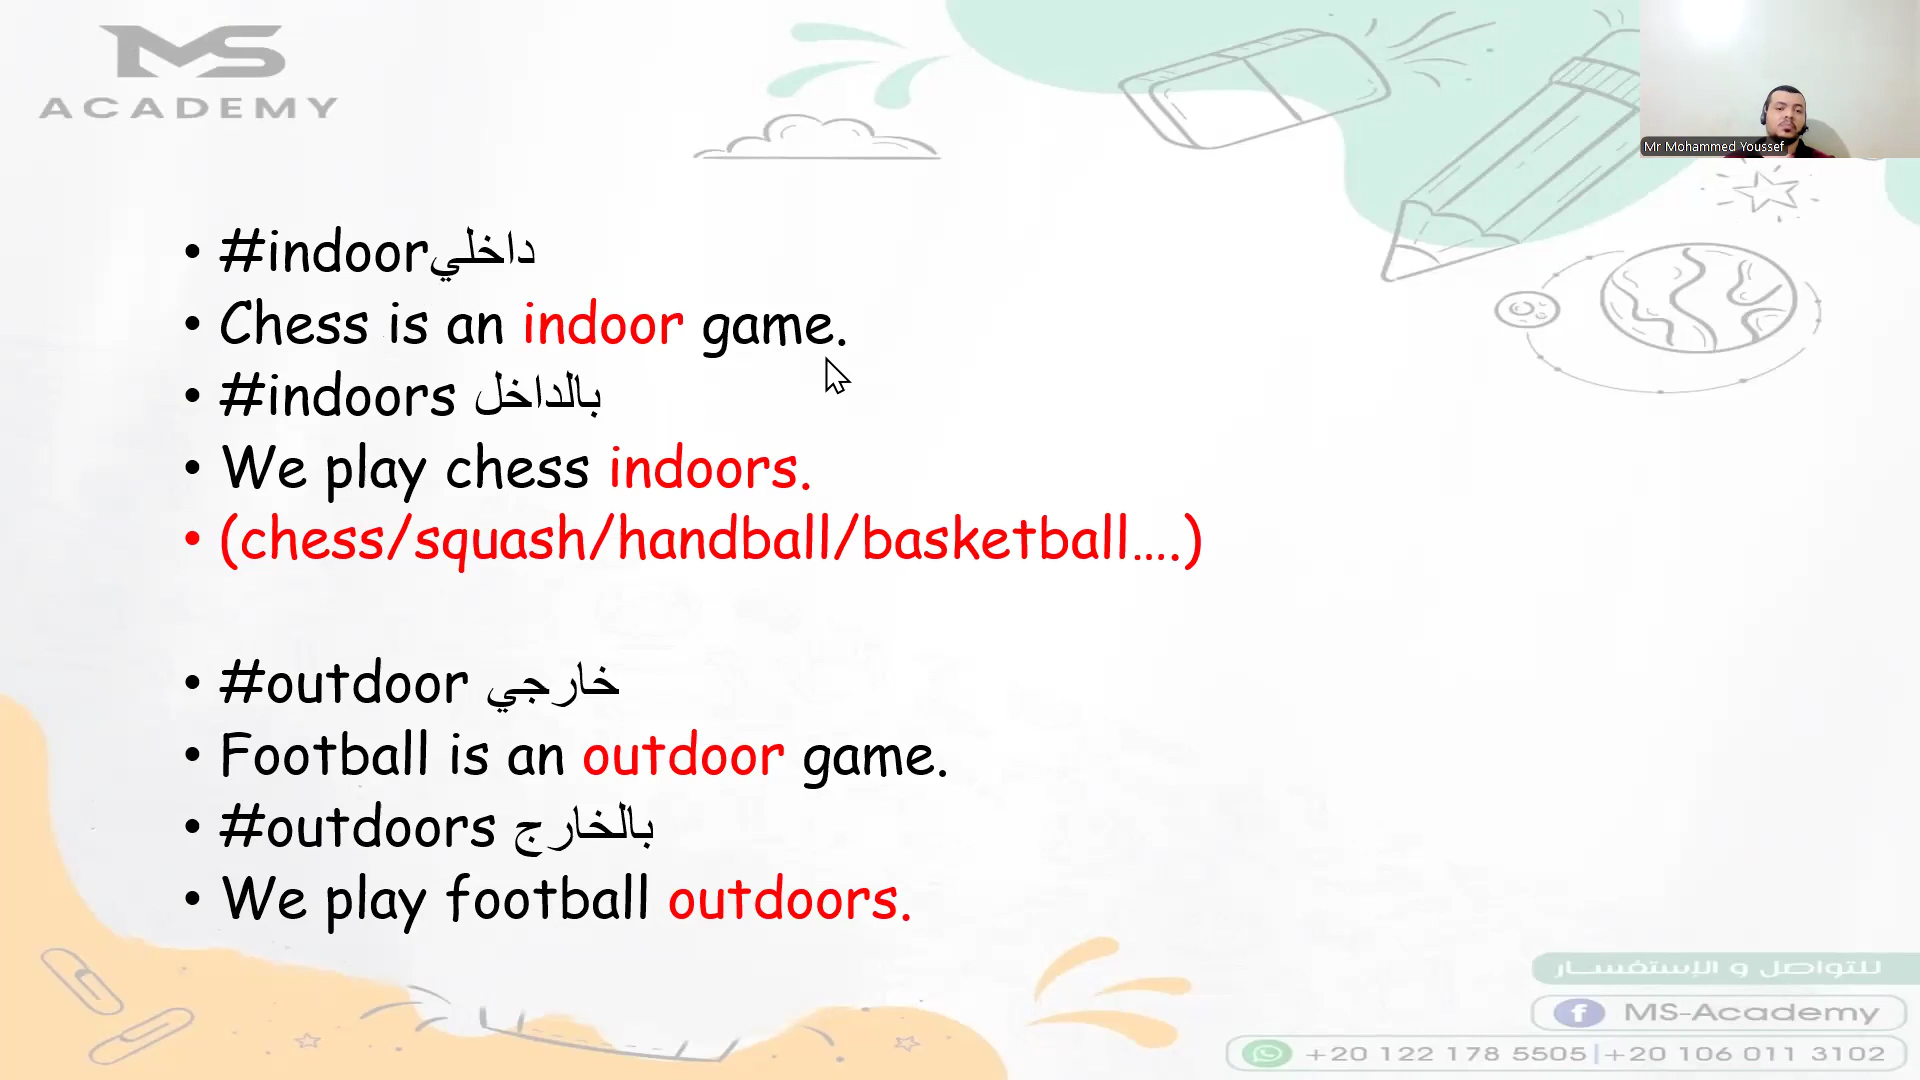 MS
ACADEMY
Mr Mohammed Youssef
• #indoorداخلي
• Chess is an indoor game.
• #indoors بالداخل
• We play chess indoors.
• (chess/squash/handball/basketball….)
• #outdoor خارجي
• Football is an outdoor game.
• #outdoors بالخارج
• We play football outdoors.
للتواصل و الإستفسار
MS-Academy
+20 122 178 5505 | +20 106 011 3102